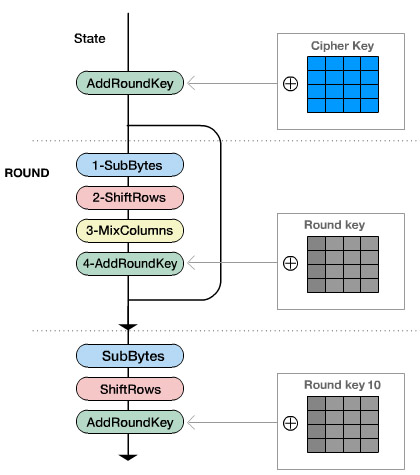 State
Cipher Key
AddRoundKey
ROUND
1-SubBytes
2-ShiftRows
3-MixColumns
Round key
4-AddRoundKey
SubBytes
ShiftRows
Round key 10
AddRoundKey